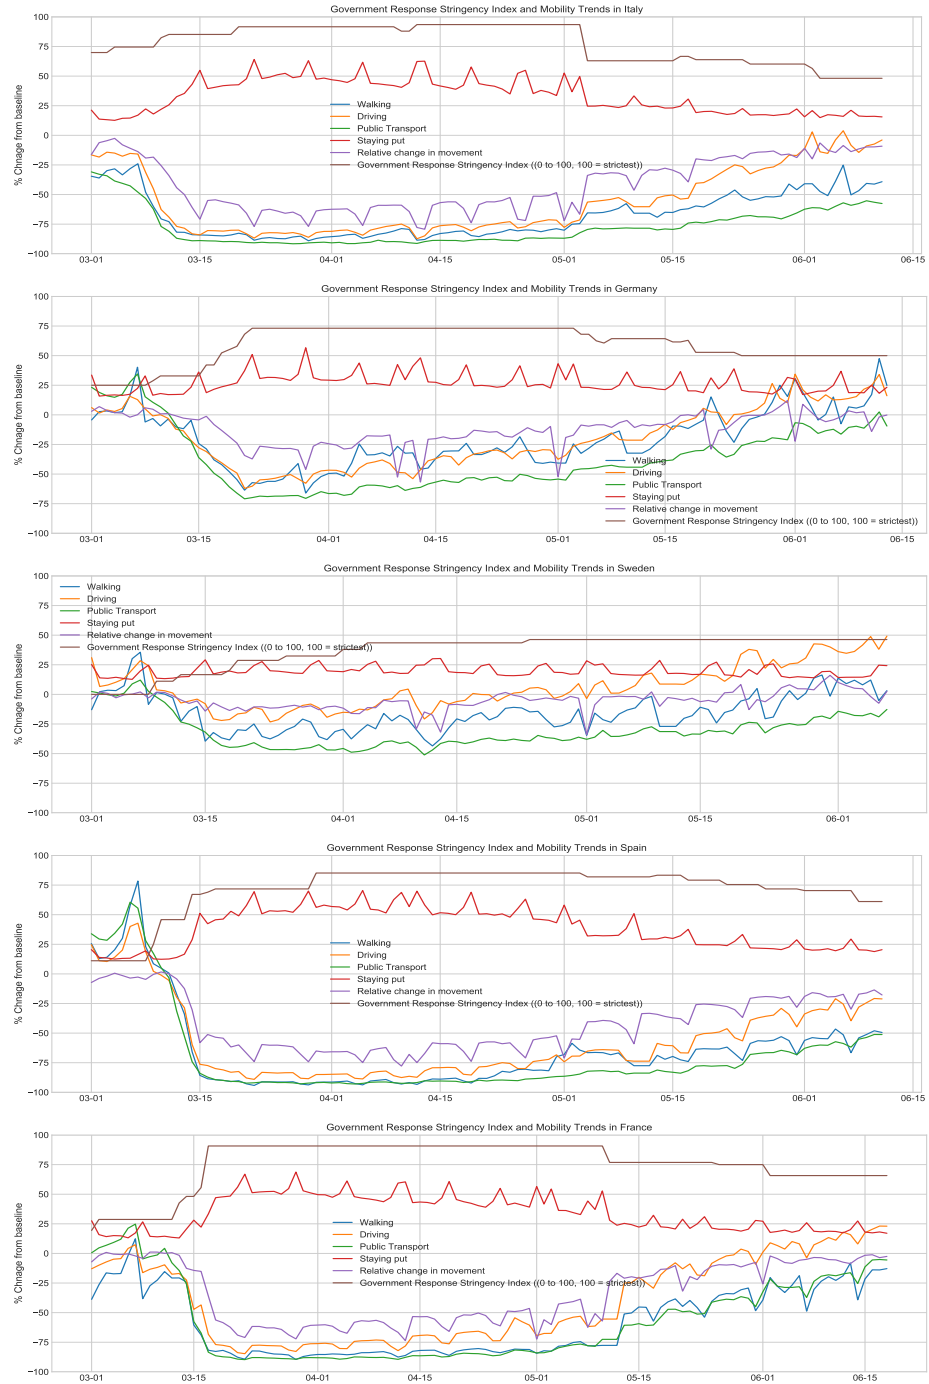 Government Response Stringency Index and Mobility Trends in Italy
% Chnage from baseline
100
75
50
25
0
−25
−50
−75
−100
Walking
Driving
Public Transport
Staying put
Relative change in movement
Government Response Stringency Index ((0 to 100, 100 = strictest))
03-01 03-15 04-01 04-15 05-01 05-15 06-01 06-15
Government Response Stringency Index and Mobility Trends in Germany
% Chnage from baseline
100
75
50
25
0
−25
−50
−75
−100
Walking
Driving
Public Transport
Staying put
Relative change in movement
Government Response Stringency Index ((0 to 100, 100 = strictest))
03-01 03-15 04-01 04-15 05-01 05-15 06-01 06-15
Government Response Stringency Index and Mobility Trends in Sweden
% Chnage from baseline
100
75
50
25
0
−25
−50
−75
−100
Walking
Driving
Public Transport
Staying put
Relative change in movement
Government Response Stringency Index ((0 to 100, 100 = strictest))
03-01 03-15 04-01 04-15 05-01 05-15 06-01
Government Response Stringency Index and Mobility Trends in Spain
% Chnage from baseline
100
75
50
25
0
−25
−50
−75
−100
Walking
Driving
Public Transport
Staying put
Relative change in movement
Government Response Stringency Index ((0 to 100, 100 = strictest))
03-01 03-15 04-01 04-15 05-01 05-15 06-01 06-15
Government Response Stringency Index and Mobility Trends in France
% Chnage from baseline
100
75
50
25
0
−25
−50
−75
−100
Walking
Driving
Public Transport
Staying put
Relative change in movement
Government Response Stringency Index ((0 to 100, 100 = strictest))
03-01 03-15 04-01 04-15 05-01 05-15 06-01 06-15